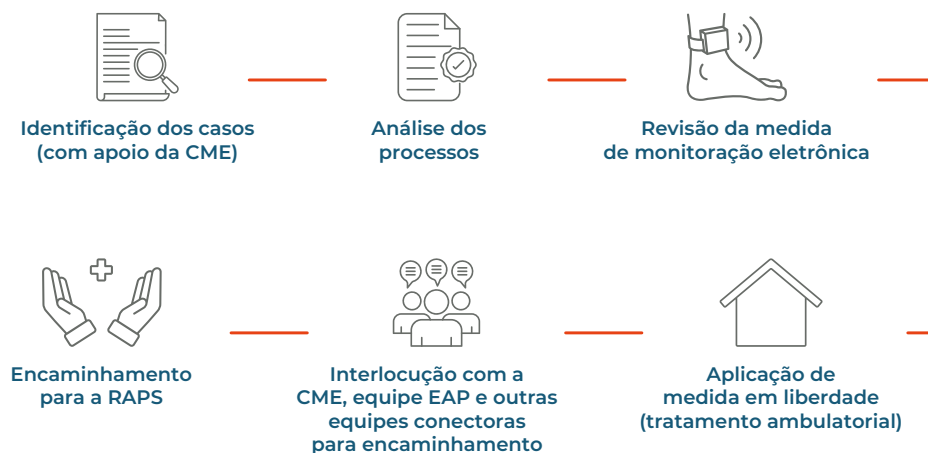 Identificação dos casos
(com apoio da CME)
Análise dos
processos
Revisão da medida
de monitoração eletrônica
Encaminhamento
para a RAPS
Interlocução com a
CME, equipe EAP e outras
equipes conectoras
para encaminhamento
Aplicação de
medida em liberdade
(tratamento ambulatorial)